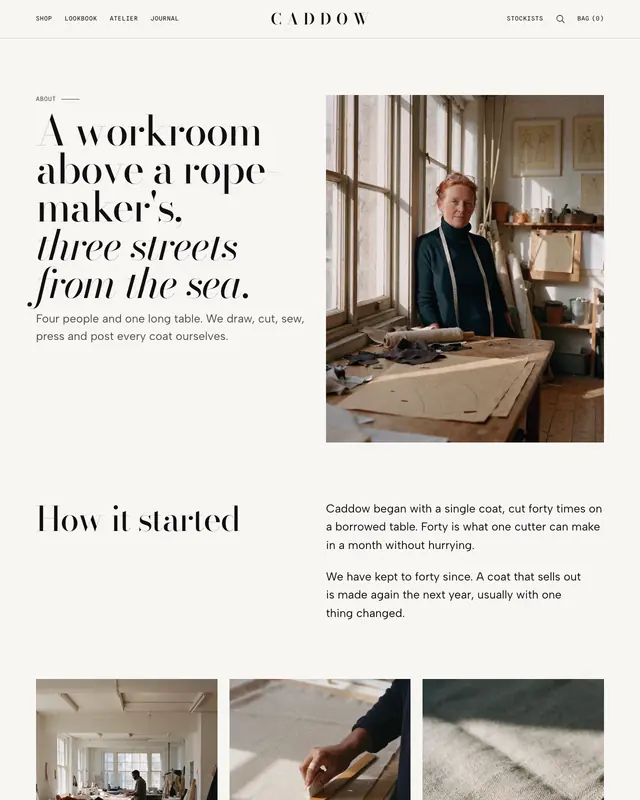 SHOP LOOKBOOK ATELIER JOURNAL
CADDOW
STOCKISTS BAG (0)
ABOUT
A workroom
above a rope
maker's,
three streets
from the sea.
Four people and one long table. We draw, cut, sew,
press and post every coat ourselves.
How it started
Caddow began with a single coat, cut forty times on
a borrowed table. Forty is what one cutter can make
in a month without hurrying.
We have kept to forty since. A coat that sells out
is made again the next year, usually with one
thing changed.